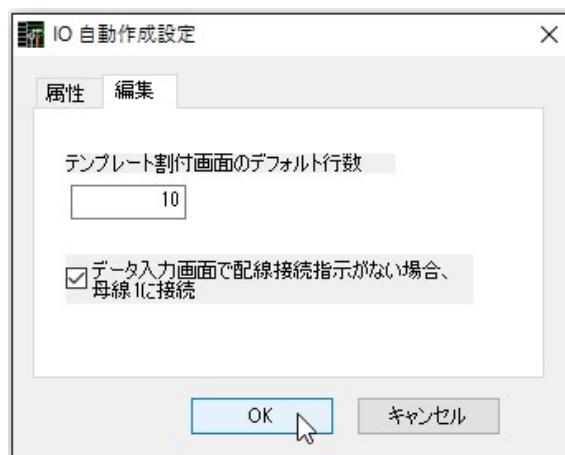 IO 自動作成設定
属性
編集
テンプレート割付画面のデフォルト行数
10
データ入力画面で配線接続指示がない場合、
母線1に接続
OK
キャンセル